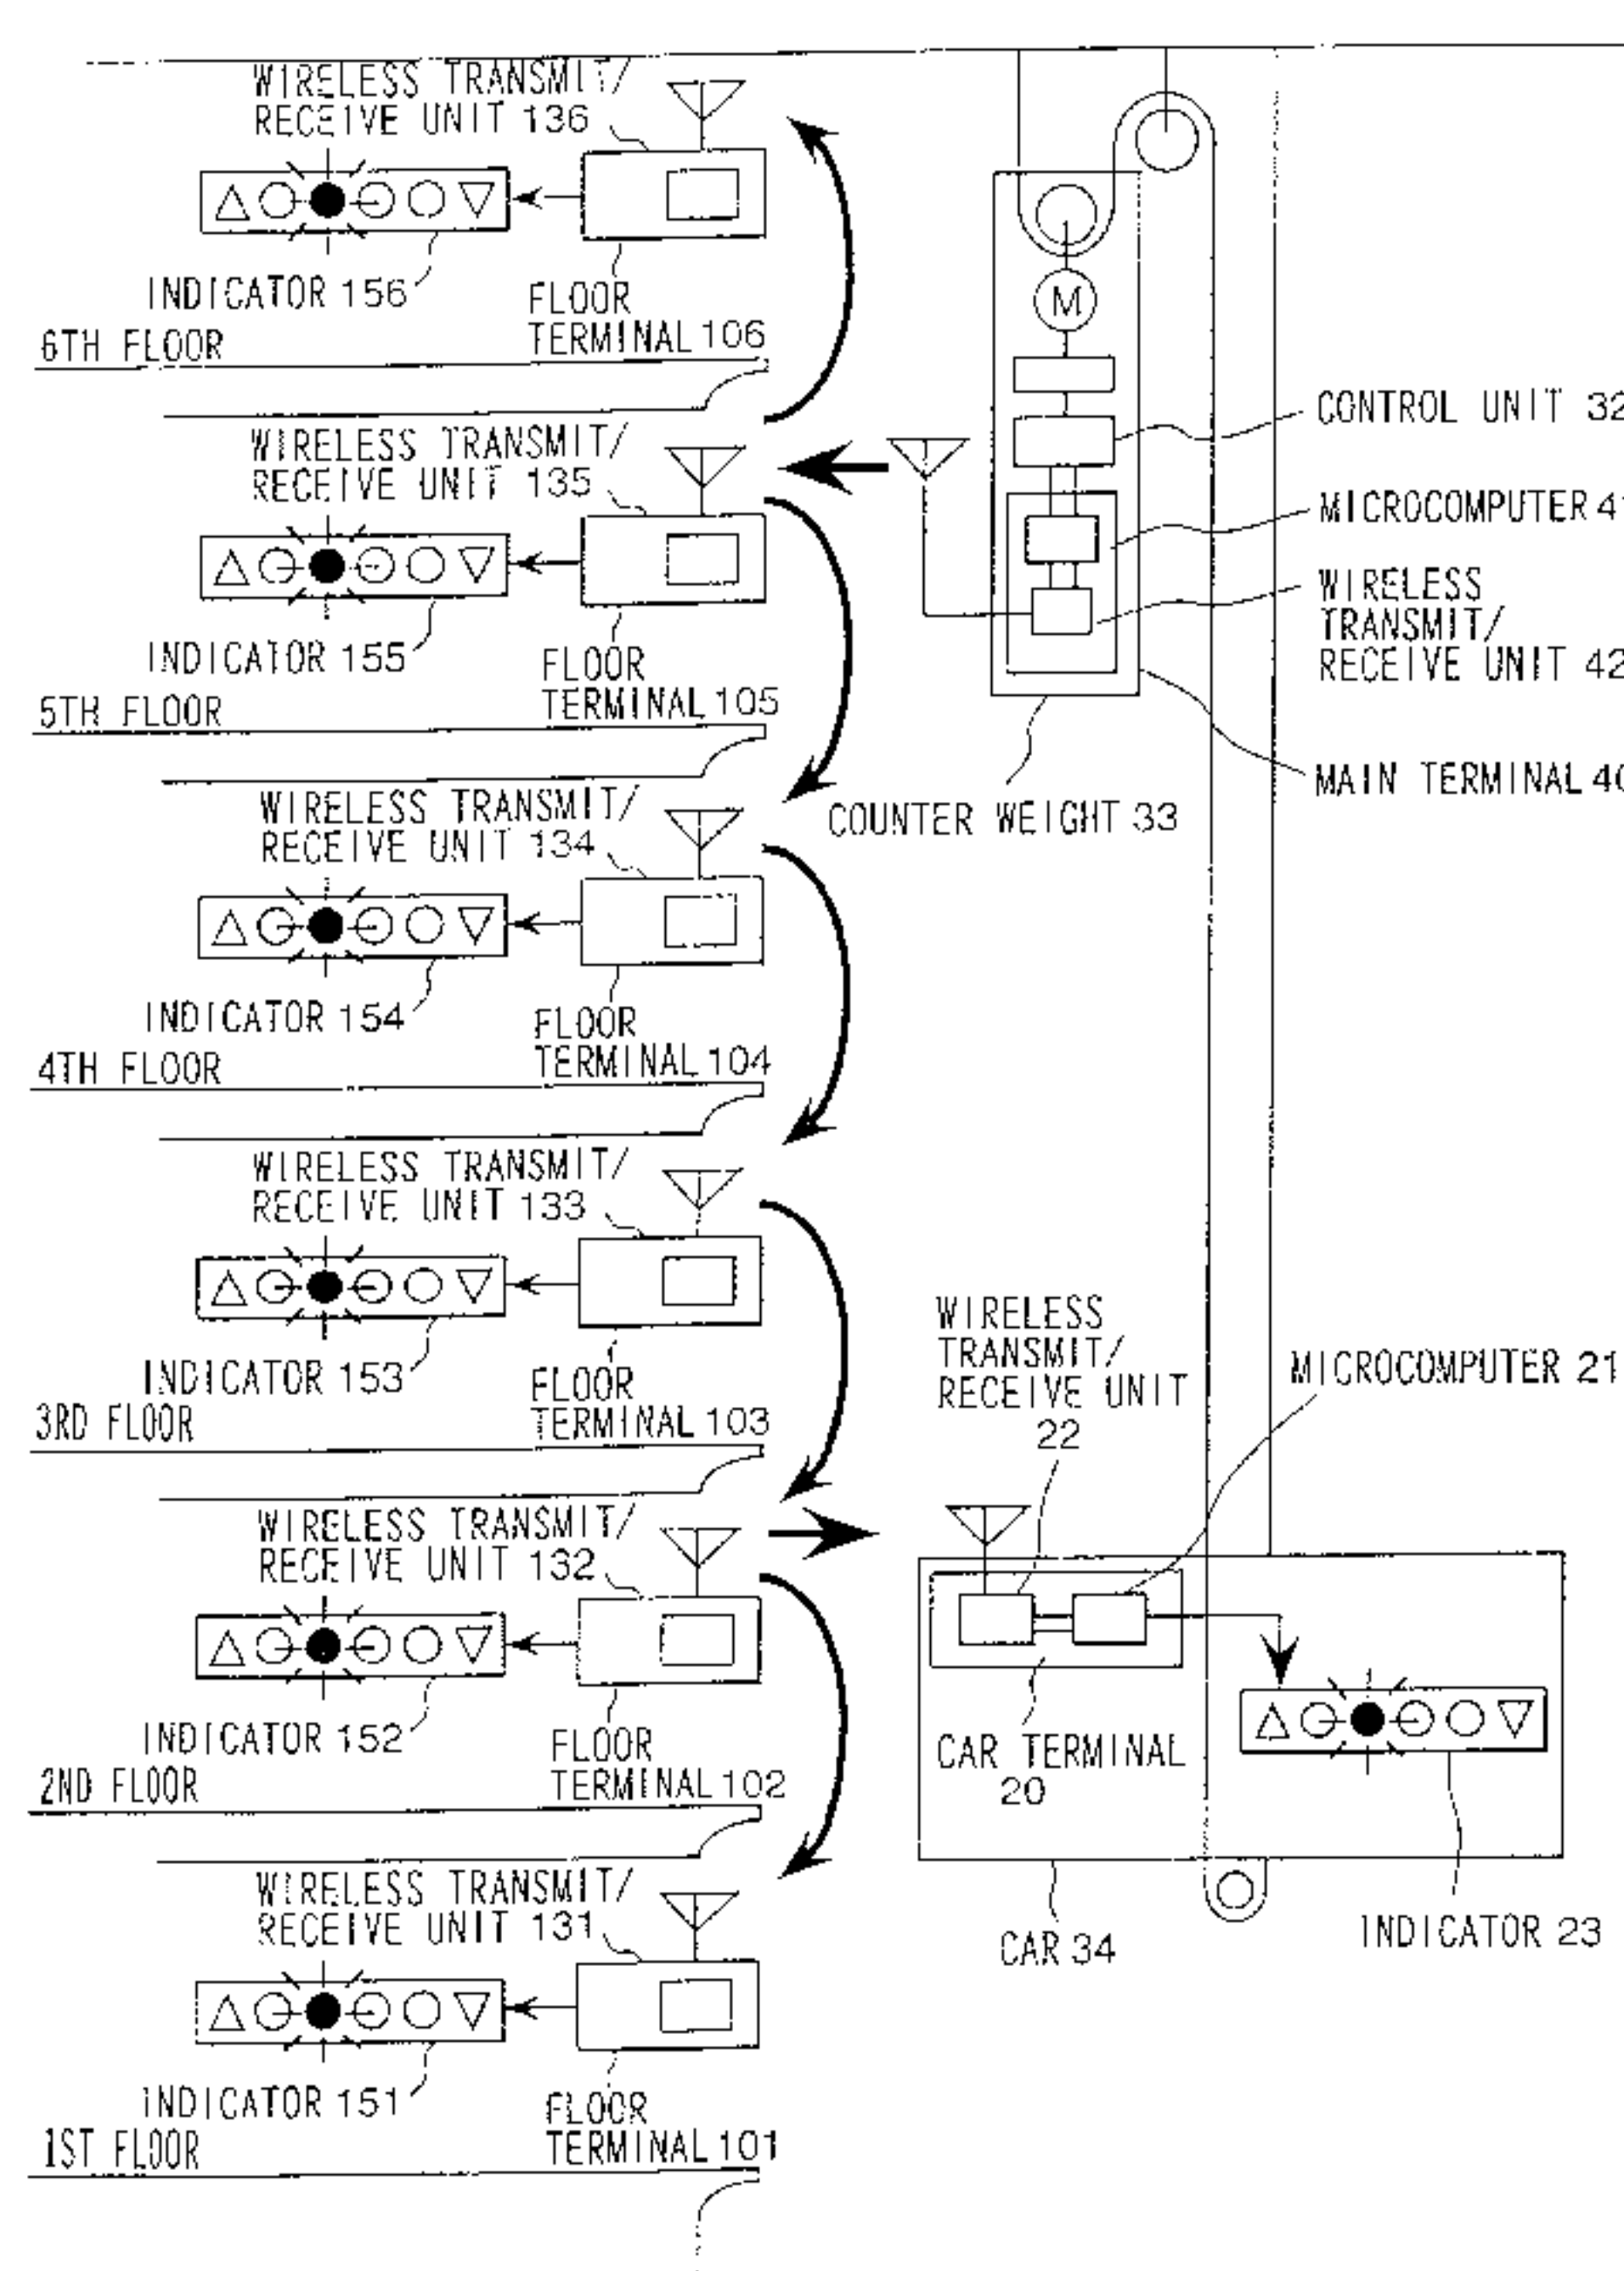 WIRELESS TRANSMIT/
RECEIVE UNIT 136
INDICATOR 156
FLOOR
TERMINAL 106
6TH FLOOR
WIRELESS TRANSMIT/
RECEIVE UNIT 135
INDICATOR 155
FLOOR
TERMINAL 105
5TH FLOOR
WIRELESS TRANSMIT/
RECEIVE UNIT 134
INDICATOR 154
FLOOR
TERMINAL 104
4TH FLOOR
WIRELESS TRANSMIT/
RECEIVE UNIT 133
INDICATOR 153
FLOOR
TERMINAL 103
3RD FLOOR
WIRELESS TRANSMIT/
RECEIVE UNIT 132
INDICATOR 152
FLOOR
TERMINAL 102
2ND FLOOR
WIRELESS TRANSMIT/
RECEIVE UNIT 131
INDICATOR 151
FLOOR
TERMINAL 101
1ST FLOOR
M
CONTROL UNIT 32
MICROCOMPUTER 41
WIRELESS
TRANSMIT/
RECEIVE UNIT 42
MAIN TERMINAL 40
COUNTER WEIGHT 33
WIRELESS
TRANSMIT/
RECEIVE UNIT
22
MICROCOMPUTER 21
CAR TERMINAL
20
CAR 34
INDICATOR 23